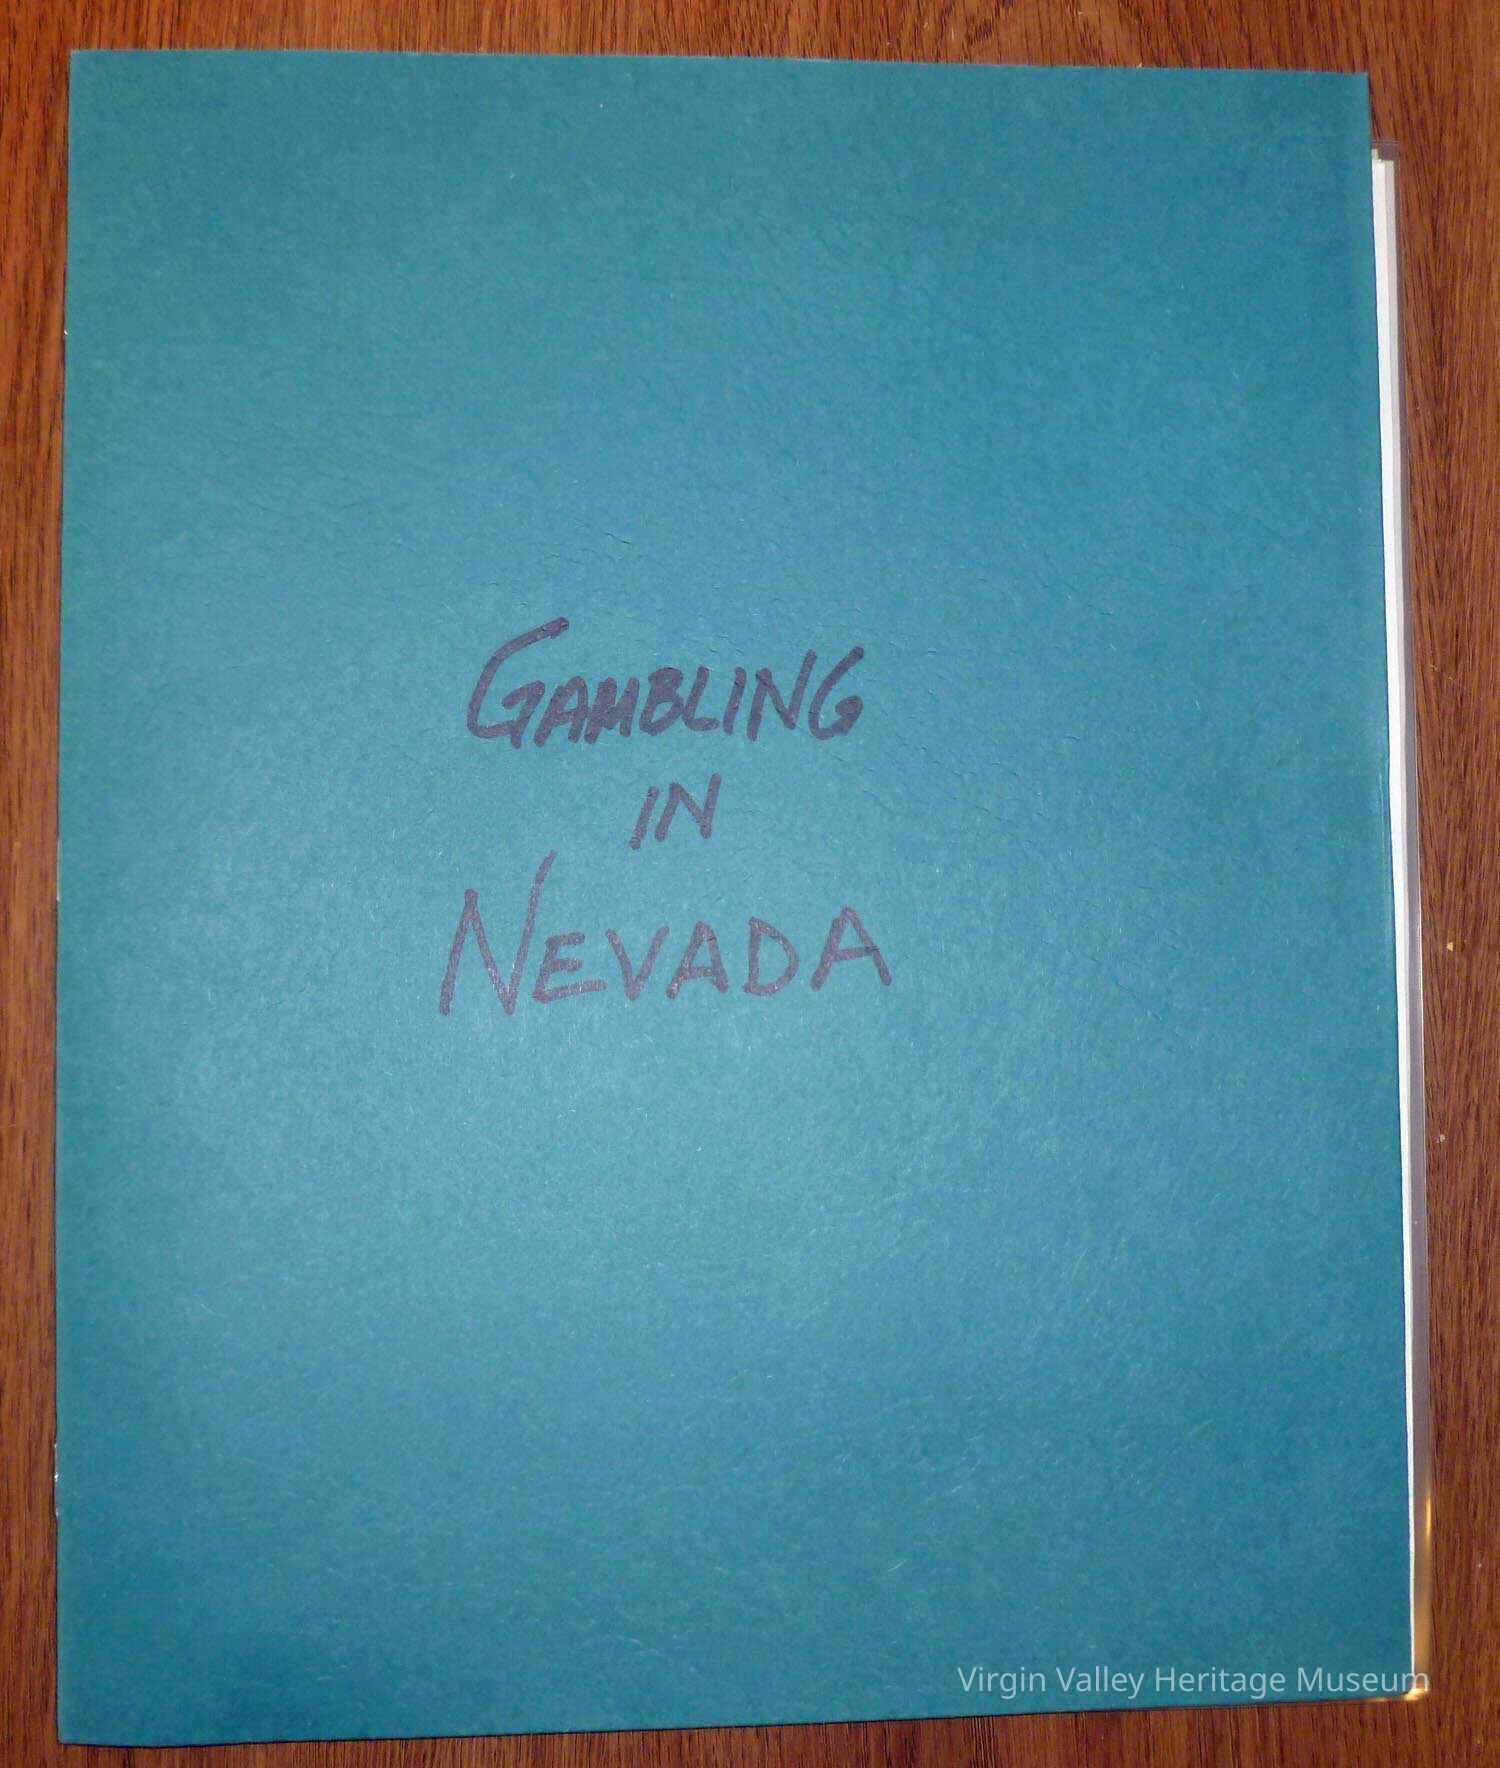 GAMBLING
IN
NEVADA
Virgin Valley Heritage Museum